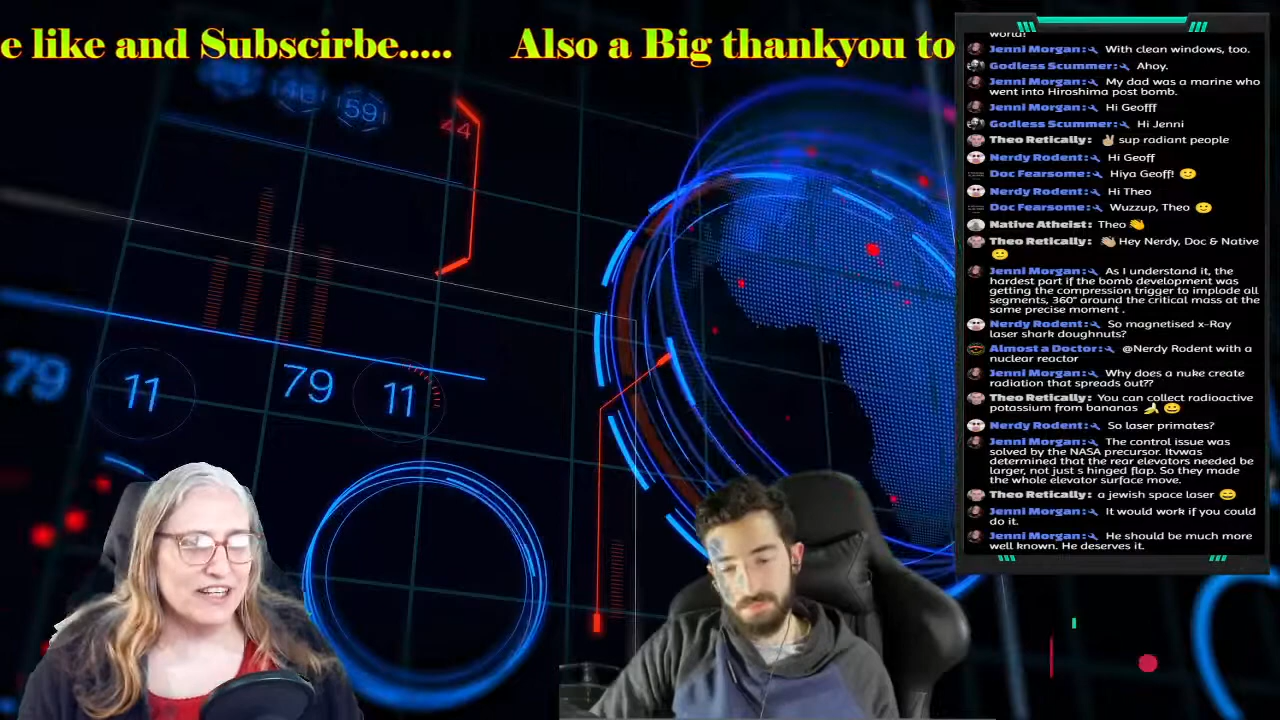 e like and Subscirbe..... Also a Big thankyou to
world!
Jenni Morgan: With clean windows, too.
Godless Scummer: Ahoy.
Jenni Morgan: My dad was a marine who
went into Hiroshima post bomb.
Jenni Morgan: Hi Geofff
Godless Scummer: Hi Jenni
Theo Retically: ✌🏼 sup radiant people
Nerdy Rodent: Hi Geoff
Doc Fearsome: Hiya Geoff! 🙂
Nerdy Rodent: Hi Theo
Doc Fearsome: Wuzzup, Theo 🙂
Native Atheist: Theo 👏
Theo Retically: 👋🏼 Hey Nerdy, Doc & Native
🙂
Jenni Morgan: As I understand it, the
hardest part if the bomb development was
getting the compression trigger to implode all
segments, 360° around the critical mass at the
same precise moment .
Nerdy Rodent: So magnetised x-Ray
laser shark doughnuts?
Almost a Doctor: @Nerdy Rodent with a
nuclear reactor
Jenni Morgan: Why does a nuke create
radiation that spreads out??
Theo Retically: You can collect radioactive
potassium from bananas 🍌 😀
Nerdy Rodent: So laser primates?
Jenni Morgan: The control issue was
solved by the NASA precursor. Itvwas
determined that the rear elevators needed be
larger, not just s hinged flap. So they made
the whole elevator surface move.
Theo Retically: a jewish space laser 😄
Jenni Morgan: It would work if you could
do it.
Jenni Morgan: He should be much more
well known. He deserves it.
46 59
44
79 11 79 11